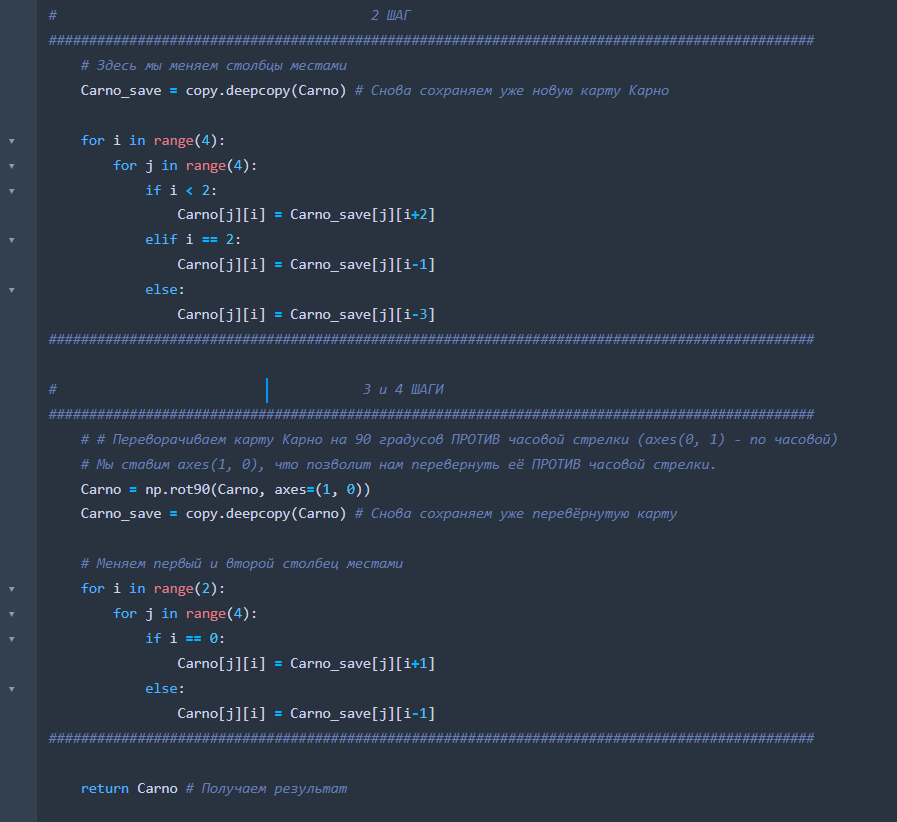 # 2 ШАГ
###############################################################################################
# Здесь мы меняем столбцы местами
Carno_save = copy.deepcopy(Carno) # Снова сохраняем уже новую карту Карно
for i in range(4):
for j in range(4):
if i < 2:
Carno[j][i] = Carno_save[j][i+2]
elif i == 2:
Carno[j][i] = Carno_save[j][i-1]
else:
Carno[j][i] = Carno_save[j][i-3]
###############################################################################################
# 3 и 4 ШАГИ
###############################################################################################
# # Переворачиваем карту Карно на 90 градусов ПРОТИВ часовой стрелки (axes(0, 1) - по часовой)
# Мы ставим axes(1, 0), что позволит нам перевернуть её ПРОТИВ часовой стрелки.
Carno = np.rot90(Carno, axes=(1, 0))
Carno_save = copy.deepcopy(Carno) # Снова сохраняем уже перевёрнутую карту
# Меняем первый и второй столбец местами
for i in range(2):
for j in range(4):
if i == 0:
Carno[j][i] = Carno_save[j][i+1]
else:
Carno[j][i] = Carno_save[j][i-1]
###############################################################################################
return Carno # Получаем результат